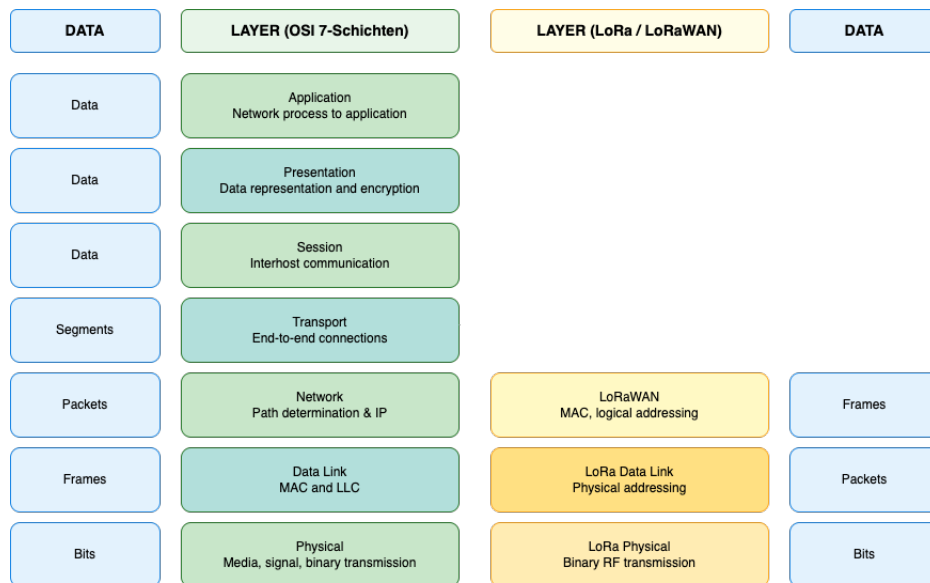 DATA
LAYER (OSI 7-Schichten)
LAYER (LoRa / LoRaWAN)
DATA
Data
Application
Network process to application
Data
Presentation
Data representation and encryption
Data
Session
Interhost communication
Segments
Transport
End-to-end connections
Packets
Network
Path determination & IP
LoRaWAN
MAC, logical addressing
Frames
Frames
Data Link
MAC and LLC
LoRa Data Link
Physical addressing
Packets
Bits
Physical
Media, signal, binary transmission
LoRa Physical
Binary RF transmission
Bits